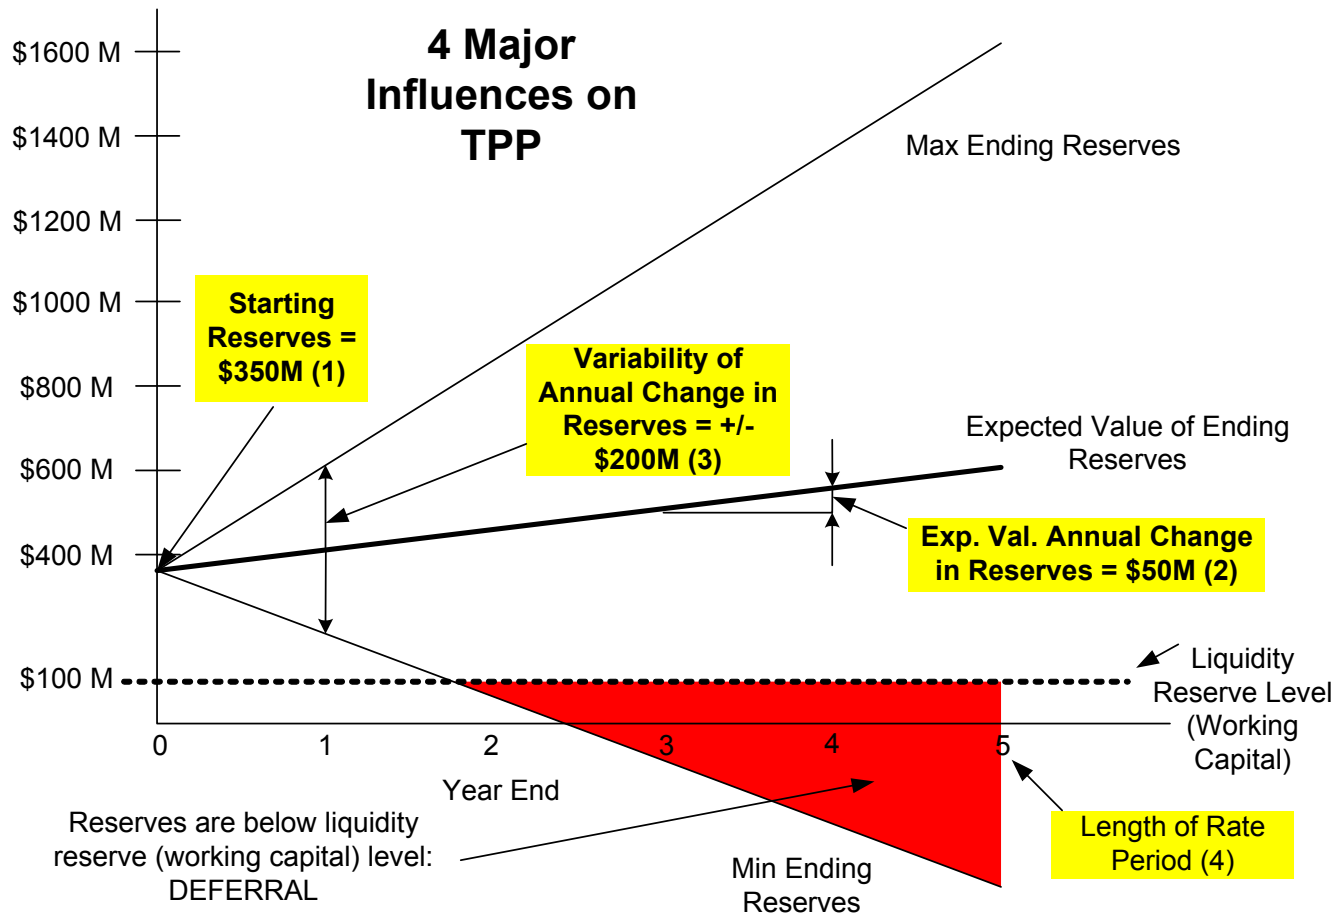 4 Major
Influences on
TPP
$1600 M
$1400 M
$1200 M
$1000 M
$800 M
$600 M
$400 M
$100 M
Max Ending Reserves
Starting
Reserves =
$350M (1)
Variability of
Annual Change in
Reserves = +/-
$200M (3)
Expected Value of Ending
Reserves
Exp. Val. Annual Change
in Reserves = $50M (2)
Liquidity
Reserve Level
(Working
Capital)
0 1 2 3 4 5
Year End
Reserves are below liquidity
reserve (working capital) level:
DEFERRAL
Min Ending
Reserves
Length of Rate
Period (4)